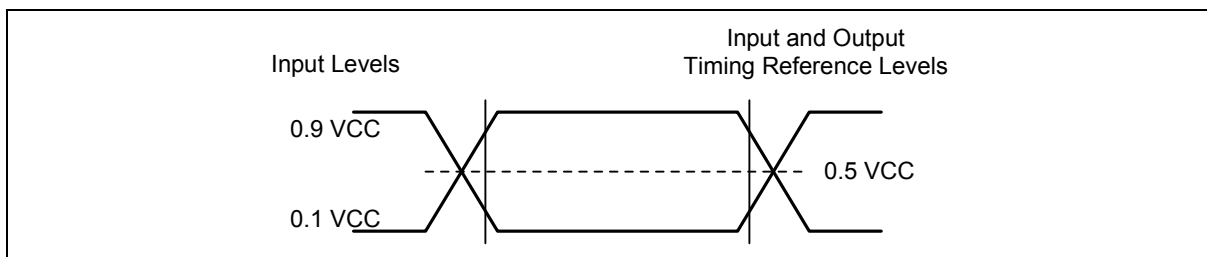 Input Levels
Input and Output
Timing Reference Levels
0.9 VCC
0.5 VCC
0.1 VCC